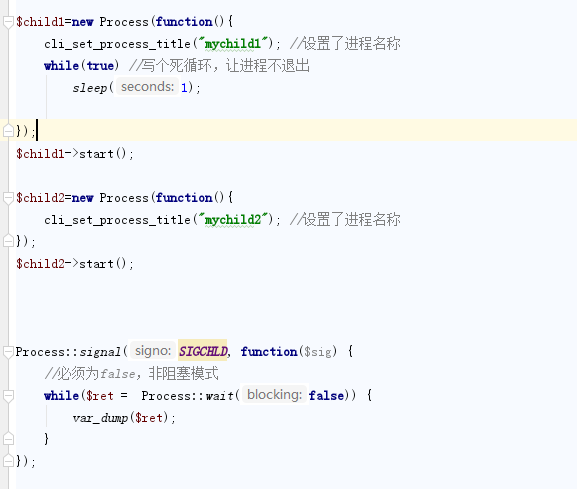 $child1=new Process(function(){
cli_set_process_title("mychild1"); //设置了进程名称
while(true) //写个死循环，让进程不退出
sleep( seconds: 1);
});
$child1->start();
$child2=new Process(function(){
cli_set_process_title("mychild2"); //设置了进程名称
});
$child2->start();
Process::signal( signo: SIGCHLD, function($sig) {
//必须为false，非阻塞模式
while($ret =  Process::wait( blocking: false)) {
var_dump($ret);
}
});